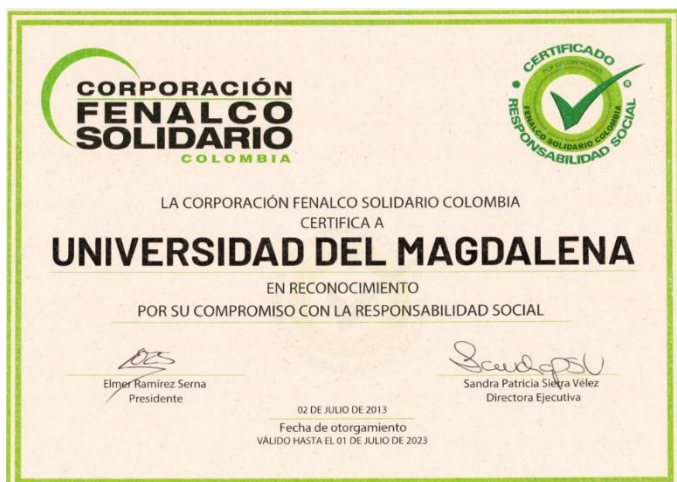 CORPORACIÓN
FENALCO
SOLIDARIO
COLOMBIA
CERTIFICADO
POR SU COMPROMISO
FENALCO SOLIDARIO COLOMBIA
RESPONSABILIDAD SOCIAL
®
LA CORPORACIÓN FENALCO SOLIDARIO COLOMBIA
CERTIFICA A
UNIVERSIDAD DEL MAGDALENA
EN RECONOCIMIENTO
POR SU COMPROMISO CON LA RESPONSABILIDAD SOCIAL
Elmer Ramírez Serna
Presidente
Sandra Patricia Sierra Vélez
Directora Ejecutiva
02 DE JULIO DE 2013
Fecha de otorgamiento
VÁLIDO HASTA EL 01 DE JULIO DE 2023